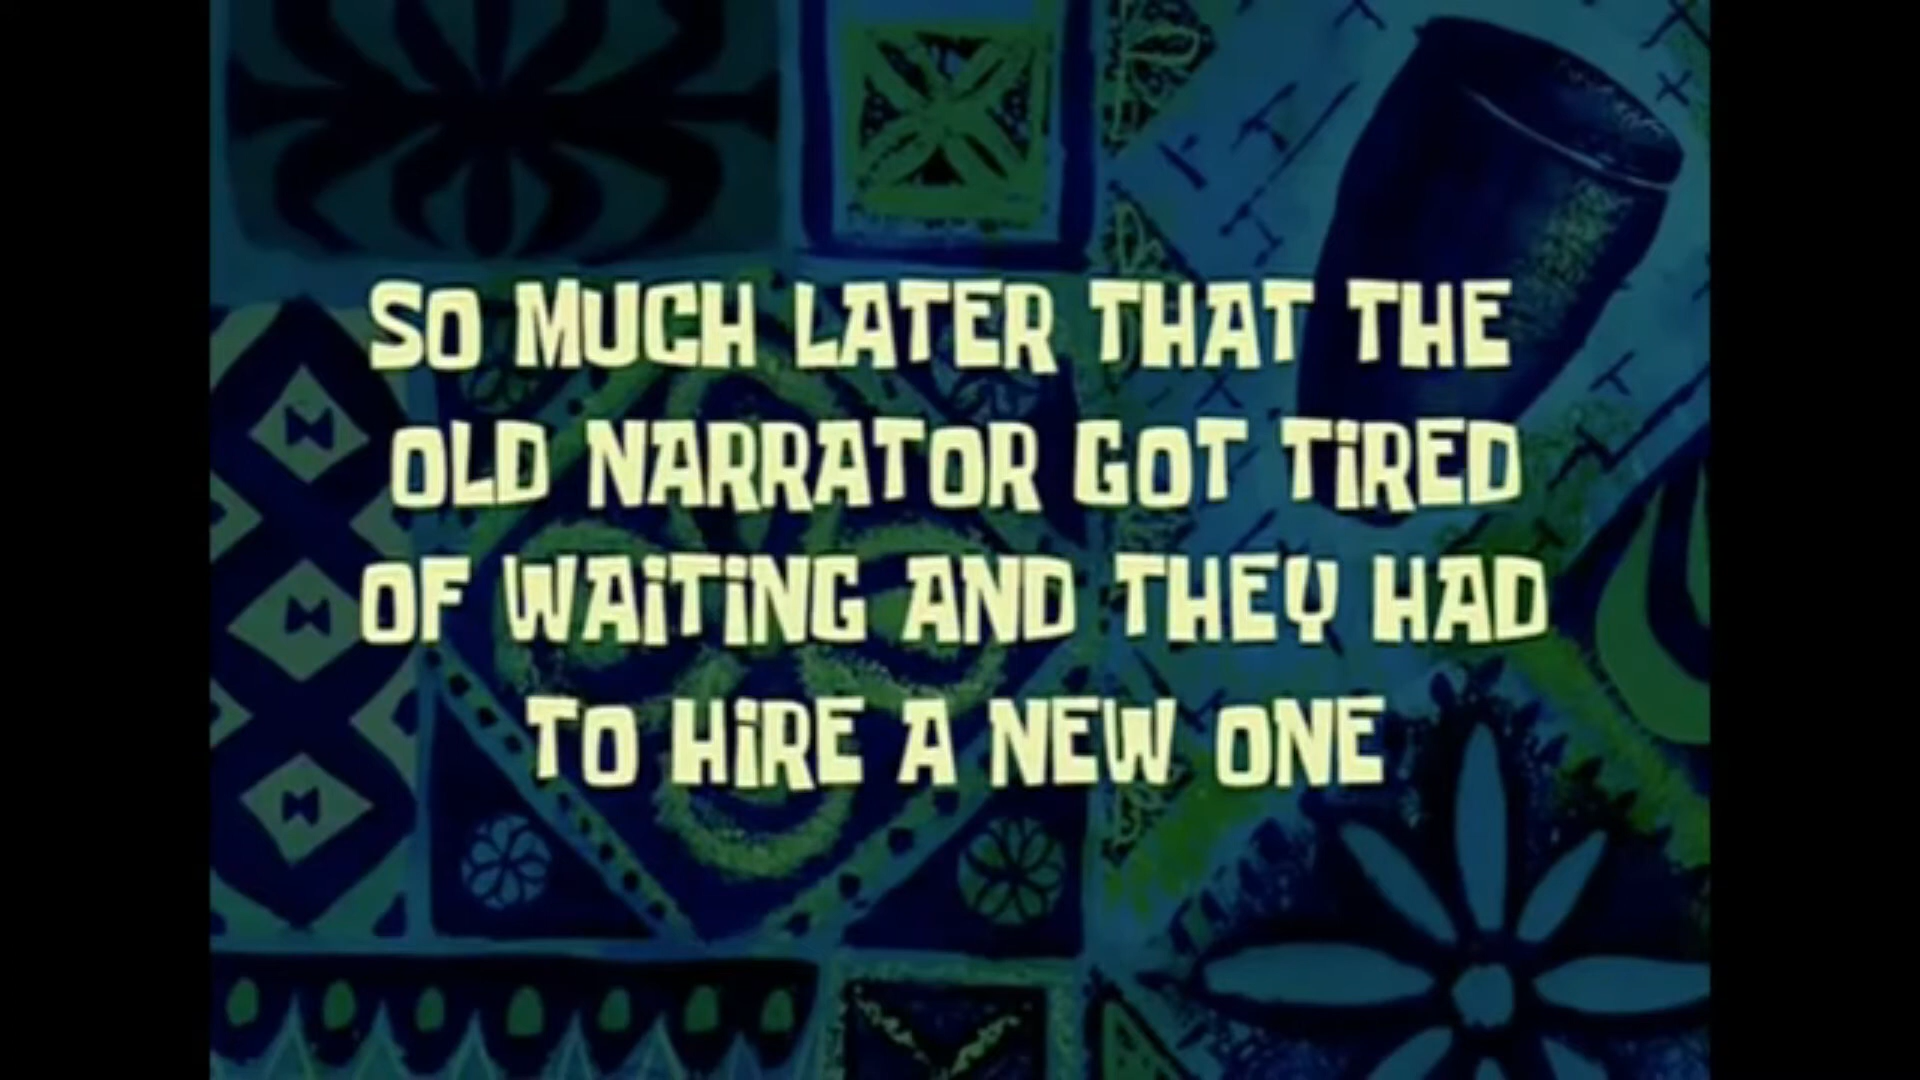 SO MUCH LATER THAT THE
OLD NARRATOR GOT TiRED
OF WAiTiNG AND THEY HAD
TO HiRE A NEW ONE